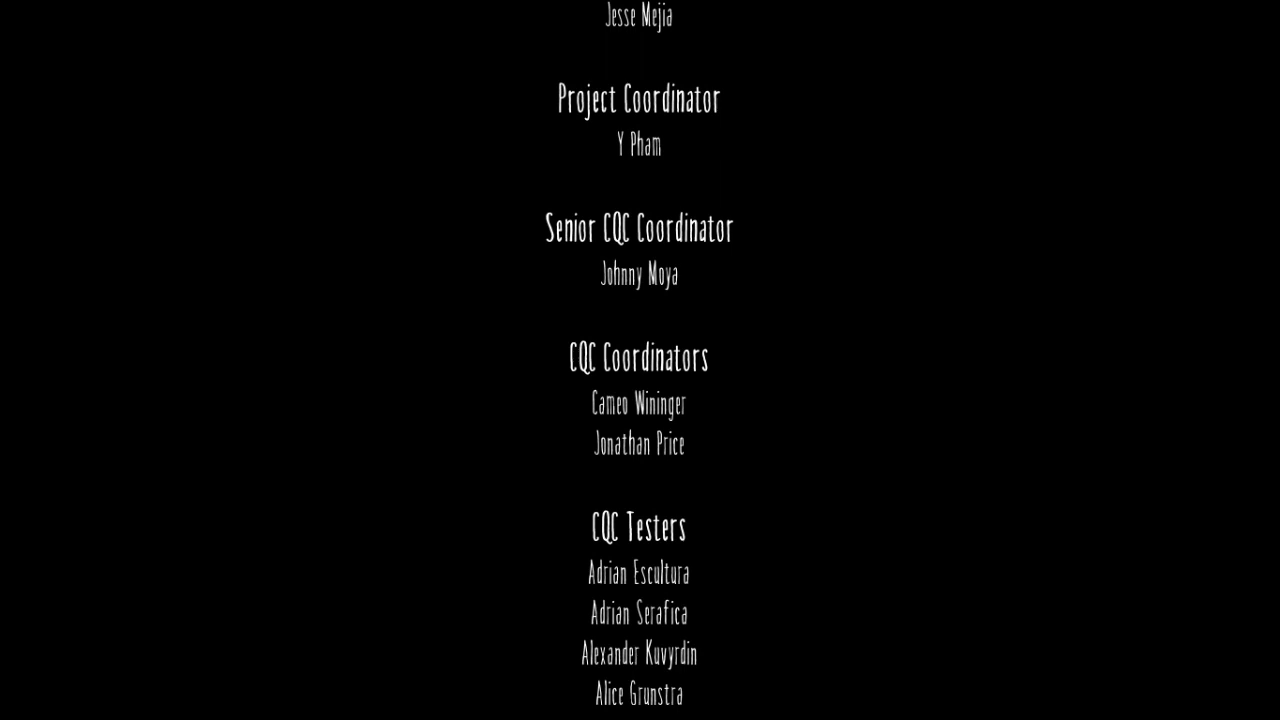 Jesse Mejia
Project Coordinator
Y Pham
Senior CQC Coordinator
Johnny Moya
CQC Coordinators
Cameo Wininger
Jonathan Price
CQC Testers
Adrian Escultura
Adrian Serafica
Alexander Kuvyrdin
Alice Grunstra